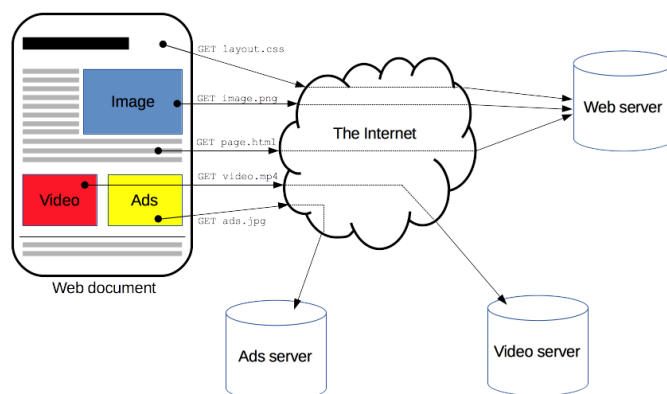 GET layout.css
Image
GET image.png
The Internet
Web server
GET page.html
GET video.mp4
Video
Ads
GET ads.jpg
Web document
Ads server
Video server